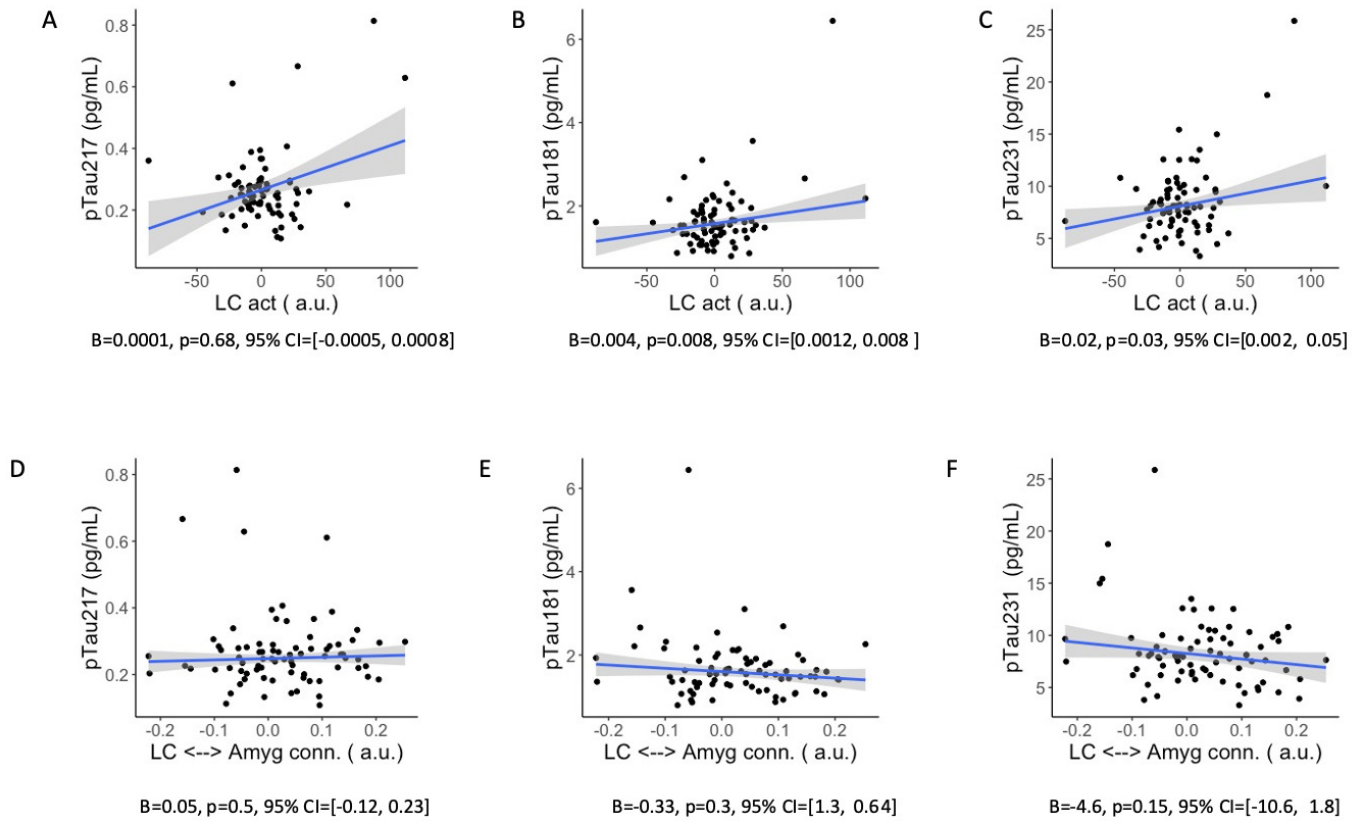 A
B
C
pTau217 (pg/mL)
0.8
0.6
0.4
0.2
-50
0
50
100
LC act ( a.u.)
pTau181 (pg/mL)
6
4
2
-50
0
50
100
LC act ( a.u.)
pTau231 (pg/mL)
25
20
15
10
5
-50
0
50
100
LC act ( a.u.)
B=0.0001, p=0.68, 95% CI=[-0.0005, 0.0008]
B=0.004, p=0.008, 95% CI=[0.0012, 0.008 ]
B=0.02, p=0.03, 95% CI=[0.002, 0.05]
D
E
F
pTau217 (pg/mL)
0.8
0.6
0.4
0.2
-0.2
-0.1
0.0
0.1
0.2
LC <--> Amyg conn. ( a.u.)
pTau181 (pg/mL)
6
4
2
-0.2
-0.1
0.0
0.1
0.2
LC <--> Amyg conn. ( a.u.)
pTau231 (pg/mL)
25
20
15
10
5
-0.2
-0.1
0.0
0.1
0.2
LC <--> Amyg conn. ( a.u.)
B=0.05, p=0.5, 95% CI=[-0.12, 0.23]
B=-0.33, p=0.3, 95% CI=[1.3, 0.64]
B=-4.6, p=0.15, 95% CI=[-10.6, 1.8]